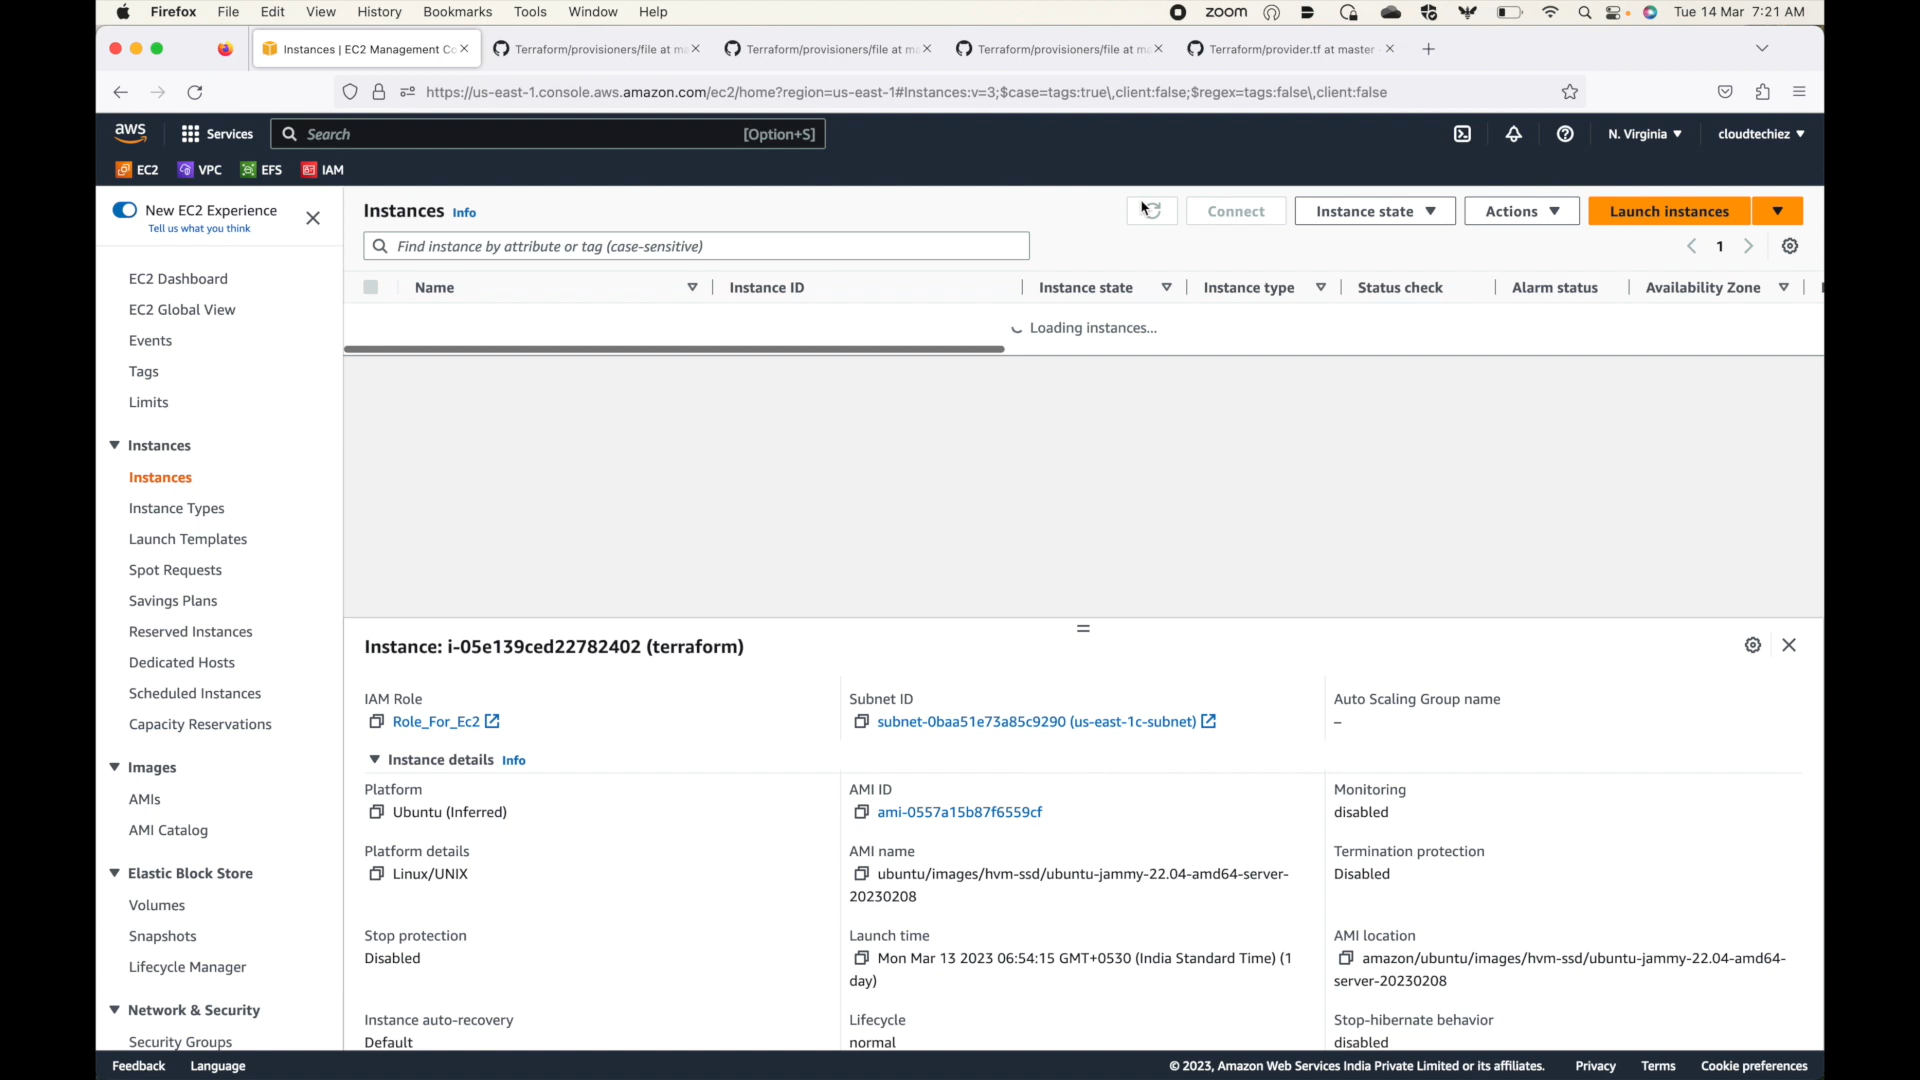 Firefox File Edit View History Bookmarks Tools Window Help zoom Tue 14 Mar 7:21 AM
Instances | EC2 Management Co Terraform/provisioners/file at ma Terraform/provisioners/file at ma Terraform/provisioners/file at ma Terraform/provider.tf at master
https://us-east-1.console.aws.amazon.com/ec2/home?region=us-east-1#Instances:v=3;$case=tags:true\,client:false;$regex=tags:false\,client:false
aws Services Search [Option+S] N. Virginia cloudtechiez
EC2 VPC EFS IAM
New EC2 Experience
Tell us what you think
EC2 Dashboard
EC2 Global View
Events
Tags
Limits
Instances
Instances
Instance Types
Launch Templates
Spot Requests
Savings Plans
Reserved Instances
Dedicated Hosts
Scheduled Instances
Capacity Reservations
Images
AMIs
AMI Catalog
Elastic Block Store
Volumes
Snapshots
Lifecycle Manager
Network & Security
Security Groups
Instances Info Connect Instance state Actions Launch instances
Find instance by attribute or tag (case-sensitive) 1
Name Instance ID Instance state Instance type Status check Alarm status Availability Zone
Loading instances...
Instance: i-05e139ced22782402 (terraform)
IAM Role Subnet ID Auto Scaling Group name
Role_For_Ec2 subnet-0baa51e73a85c9290 (us-east-1c-subnet) –
Instance details Info
Platform AMI ID Monitoring
Ubuntu (Inferred) ami-0557a15b87f6559cf disabled
Platform details AMI name Termination protection
Linux/UNIX ubuntu/images/hvm-ssd/ubuntu-jammy-22.04-amd64-server- Disabled
20230208
Stop protection Launch time AMI location
Disabled Mon Mar 13 2023 06:54:15 GMT+0530 (India Standard Time) (1 amazon/ubuntu/images/hvm-ssd/ubuntu-jammy-22.04-amd64-
day) server-20230208
Instance auto-recovery Lifecycle Stop-hibernate behavior
Default normal disabled
Feedback Language © 2023, Amazon Web Services India Private Limited or its affiliates. Privacy Terms Cookie preferences